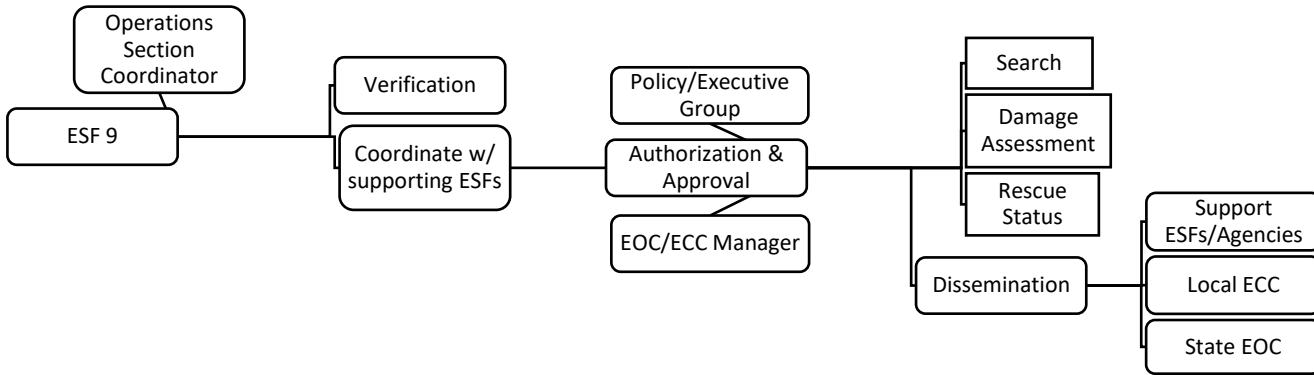 Operations
Section
Coordinator
ESF 9
Verification
Coordinate w/
supporting ESFs
Policy/Executive
Group
Authorization &
Approval
EOC/ECC Manager
Search
Damage
Assessment
Rescue
Status
Dissemination
Support
ESFs/Agencies
Local ECC
State EOC